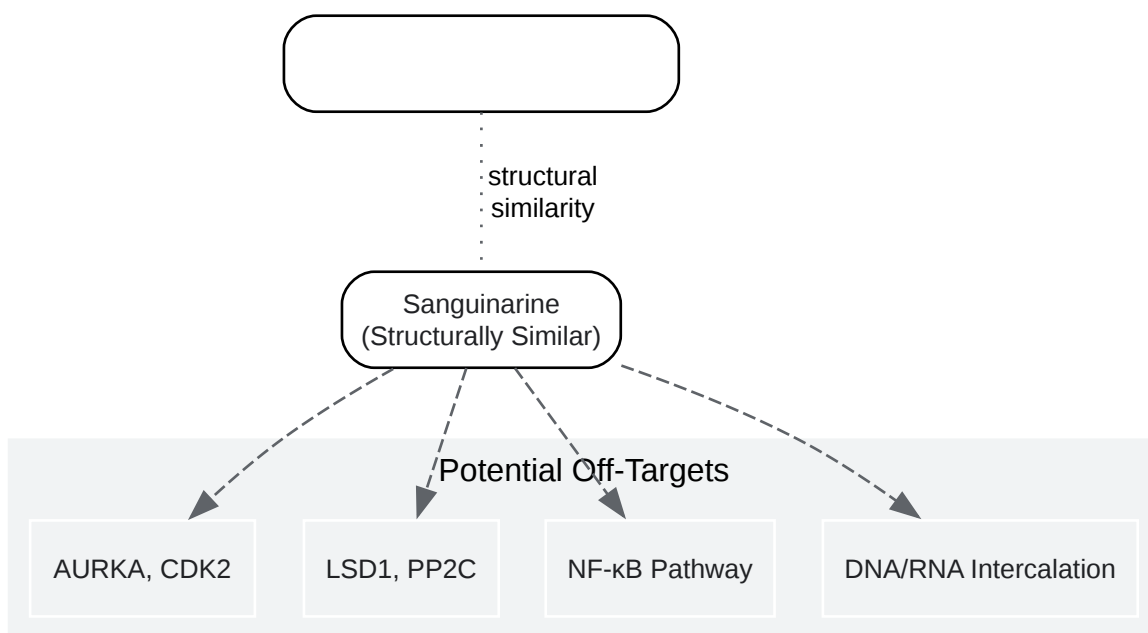 structural
similarity
Sanguinarine
(Structurally Similar)
Potential Off-Targets
AURKA, CDK2
LSD1, PP2C
NF-κB Pathway
DNA/RNA Intercalation